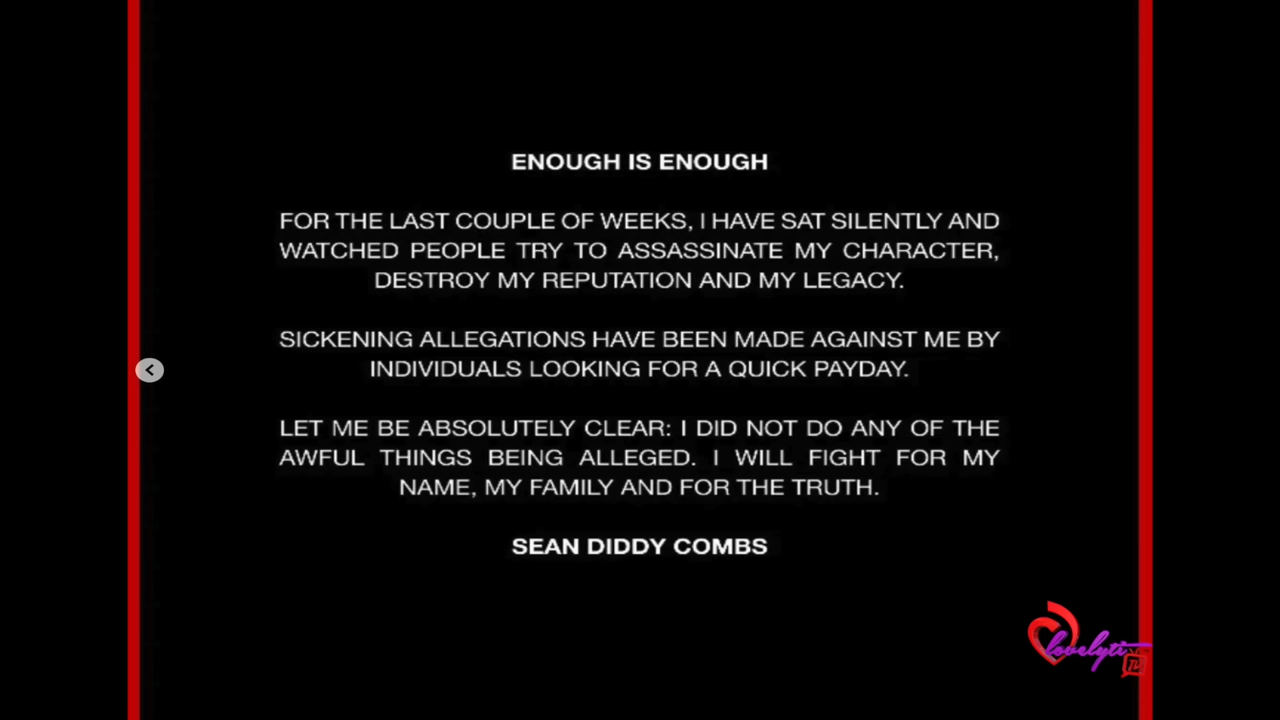 ENOUGH IS ENOUGH
FOR THE LAST COUPLE OF WEEKS, I HAVE SAT SILENTLY AND
WATCHED PEOPLE TRY TO ASSASSINATE MY CHARACTER,
DESTROY MY REPUTATION AND MY LEGACY.
SICKENING ALLEGATIONS HAVE BEEN MADE AGAINST ME BY
INDIVIDUALS LOOKING FOR A QUICK PAYDAY.
LET ME BE ABSOLUTELY CLEAR: I DID NOT DO ANY OF THE
AWFUL THINGS BEING ALLEGED. I WILL FIGHT FOR MY
NAME, MY FAMILY AND FOR THE TRUTH.
SEAN DIDDY COMBS
lovelyti
TV